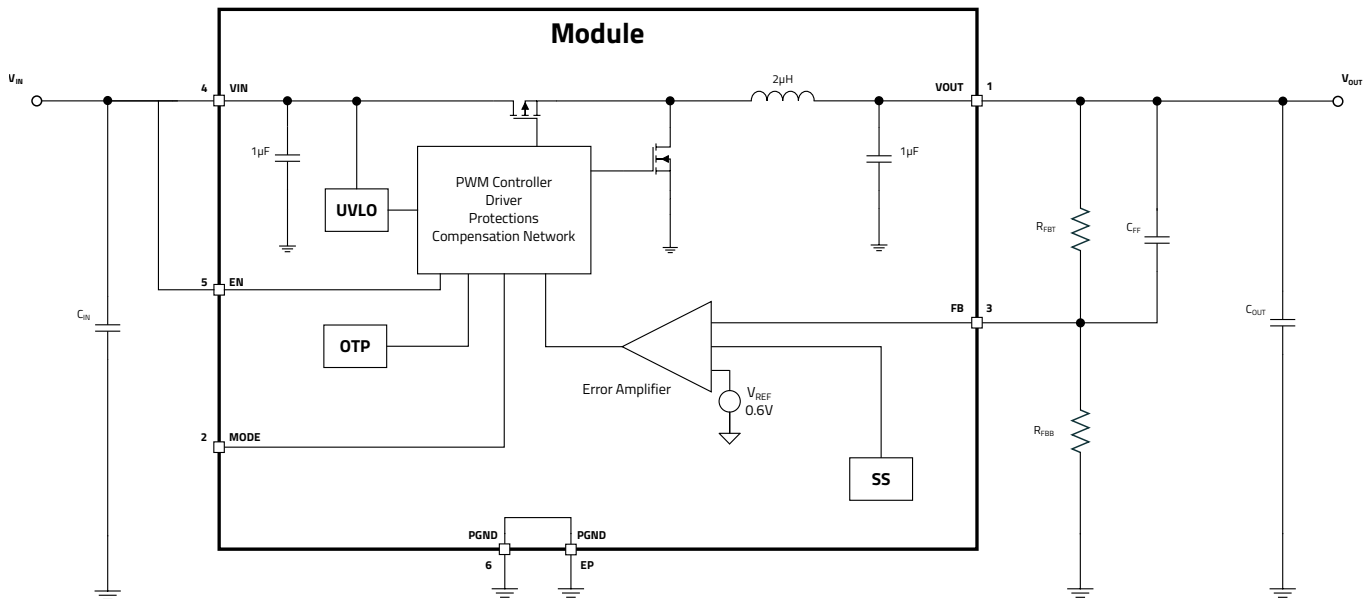 Module
VIN
4
VIN
2µH
VOUT
1
VOUT
1µF
1µF
PWM Controller
Driver
Protections
Compensation Network
UVLO
RFBT
CFF
5
EN
FB
3
CIN
COUT
OTP
Error Amplifier
VREF
0.6V
2
MODE
RFBB
SS
PGND
PGND
6
EP